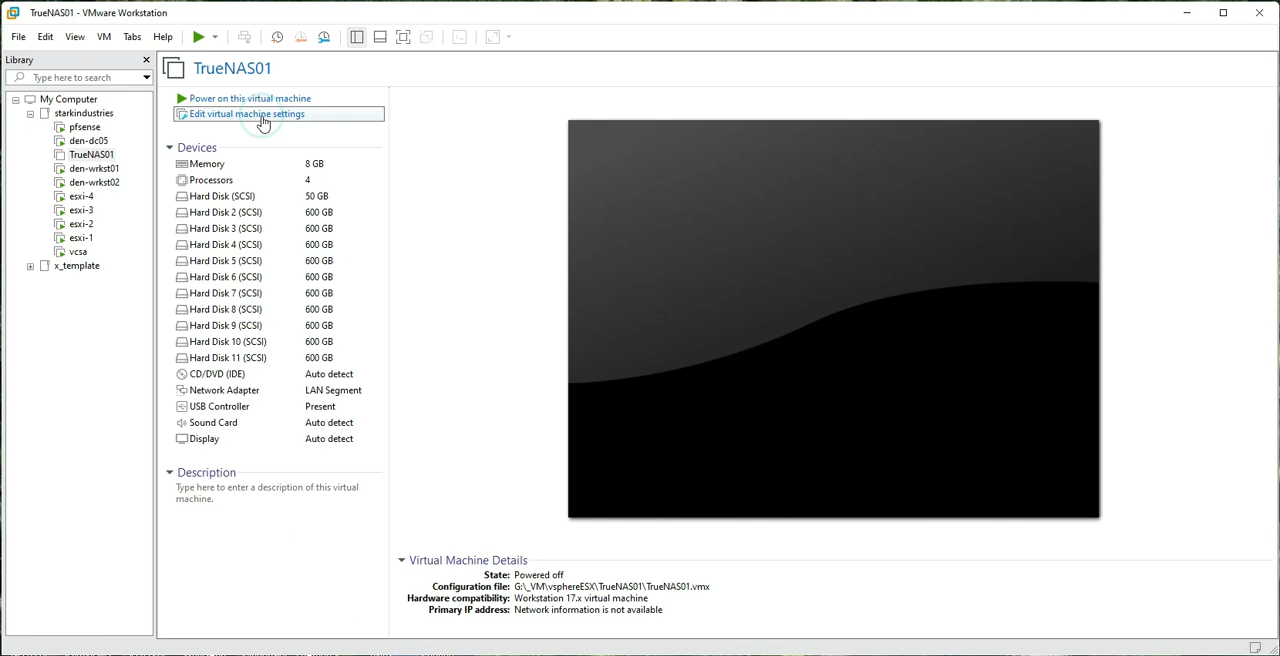 TrueNAS01 - VMware Workstation
File Edit View VM Tabs Help
Library
Type here to search
My Computer
starkindustries
pfsense
den-dc05
TrueNAS01
den-wrkst01
den-wrkst02
esxi-4
esxi-3
esxi-2
esxi-1
vcsa
x_template
TrueNAS01
Power on this virtual machine
Edit virtual machine settings
Devices
Memory 8 GB
Processors 4
Hard Disk (SCSI) 50 GB
Hard Disk 2 (SCSI) 600 GB
Hard Disk 3 (SCSI) 600 GB
Hard Disk 4 (SCSI) 600 GB
Hard Disk 5 (SCSI) 600 GB
Hard Disk 6 (SCSI) 600 GB
Hard Disk 7 (SCSI) 600 GB
Hard Disk 8 (SCSI) 600 GB
Hard Disk 9 (SCSI) 600 GB
Hard Disk 10 (SCSI) 600 GB
Hard Disk 11 (SCSI) 600 GB
CD/DVD (IDE) Auto detect
Network Adapter LAN Segment
USB Controller Present
Sound Card Auto detect
Display Auto detect
Description
Type here to enter a description of this virtual
machine.
Virtual Machine Details
State: Powered off
Configuration file: G:\_VM\vsphereESX\TrueNAS01\TrueNAS01.vmx
Hardware compatibility: Workstation 17.x virtual machine
Primary IP address: Network information is not available